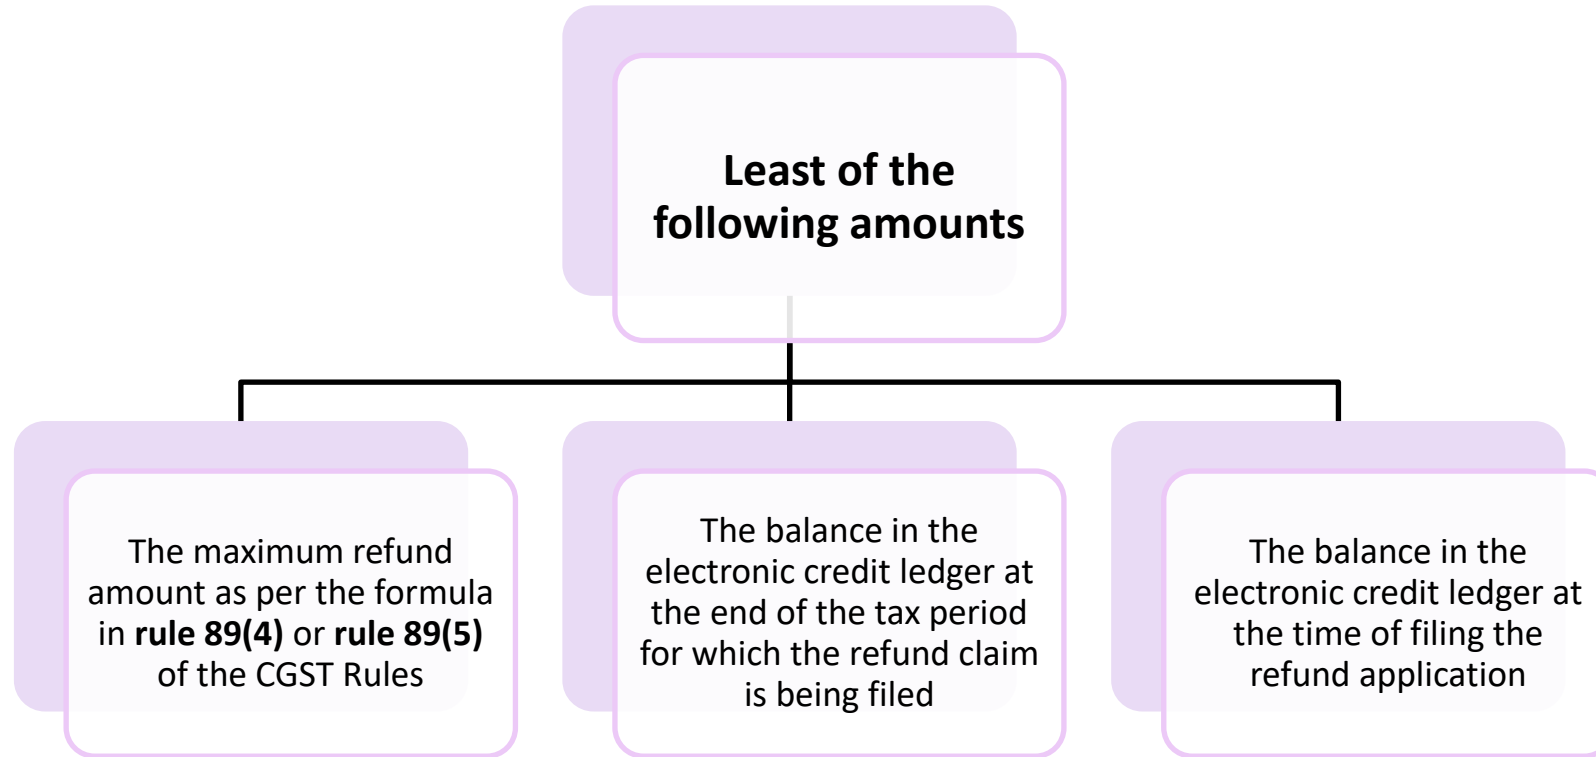 Least of the
following amounts
The maximum refund
amount as per the formula
in rule 89(4) or rule 89(5)
of the CGST Rules
The balance in the
electronic credit ledger at
the end of the tax period
for which the refund claim
is being filed
The balance in the
electronic credit ledger at
the time of filing the
refund application